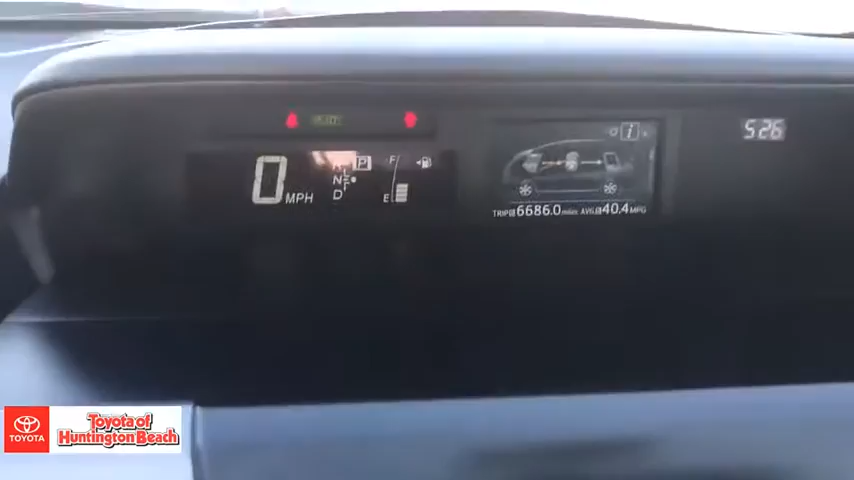 5:26
0 MPH
R P
N
D B
F
E
i
TRIP B 6686.0 miles AVG. B 40.4 MPG
TOYOTA
Toyota of
Huntington Beach